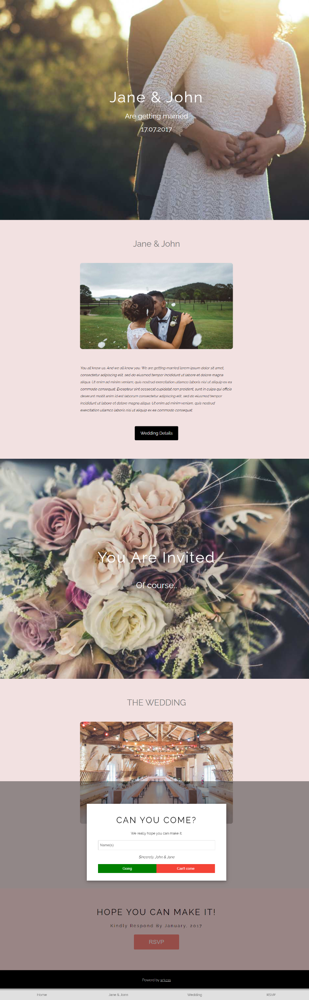 Jane & John
Are getting married
17.07.2017
Jane & John
You all know us. And we all know you. We are getting married lorem ipsum dolor sit amet,
consectetur adipiscing elit, sed do eiusmod tempor incididunt ut labore et dolore magna
aliqua. Ut enim ad minim veniam, quis nostrud exercitation ullamco laboris nisi ut aliquip ex ea
commodo consequat. Excepteur sint occaecat cupidatat non proident, sunt in culpa qui officia
deserunt mollit anim id est laborum consectetur adipiscing elit, sed do eiusmod tempor
incididunt ut labore et dolore magna aliqua. Ut enim ad minim veniam, quis nostrud
exercitation ullamco laboris nisi ut aliquip ex ea commodo consequat.
Wedding Details
You Are Invited
Of course..
THE WEDDING
CAN YOU COME?
We really hope you can make it.
Name(s)
Sincerely, John & Jane
Going Can't come
HOPE YOU CAN MAKE IT!
Kindly Respond By January, 2017
RSVP
Powerd by w3.css
Home Jane & John Wedding RSVP